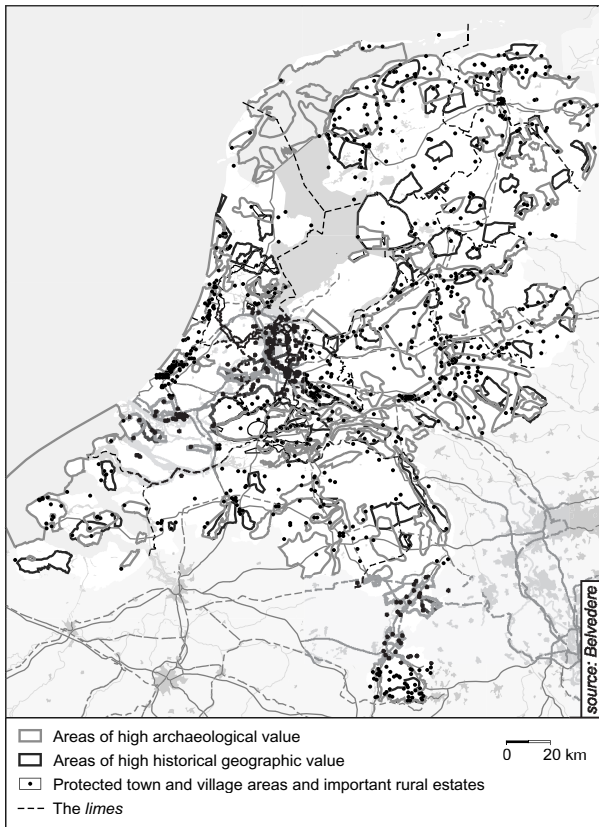 source: Belvedere
Areas of high archaeological value
Areas of high historical geographic value
Protected town and village areas and important rural estates
The limes
0 20 km